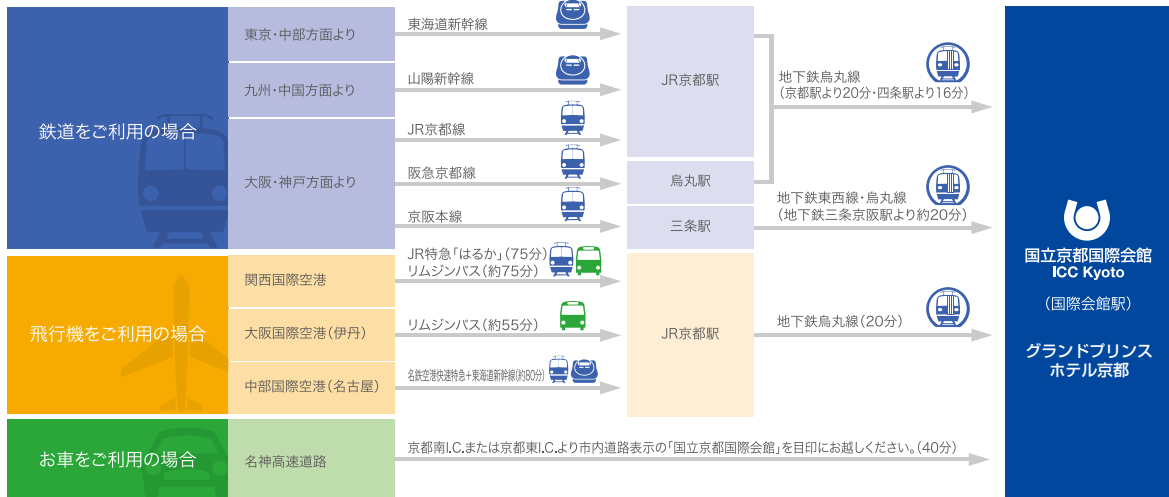 鉄道をご利用の場合
東京・中部方面より
東海道新幹線
九州・中国方面より
山陽新幹線
大阪・神戸方面より
JR京都線
阪急京都線
京阪本線
JR京都駅
烏丸駅
三条駅
地下鉄烏丸線
(京都駅より20分・四条駅より16分)
地下鉄東西線・烏丸線
(地下鉄三条京阪駅より約20分)
飛行機をご利用の場合
関西国際空港
JR特急「はるか」(75分)
リムジンバス(約75分)
大阪国際空港(伊丹)
リムジンバス(約55分)
中部国際空港(名古屋)
名鉄空港快速特急+東海道新幹線(約80分)
JR京都駅
地下鉄烏丸線(20分)
お車をご利用の場合
名神高速道路
京都南I.C.または京都東I.C.より市内道路表示の「国立京都国際会館」を目印にお越しください。(40分)
国立京都国際会館
ICC Kyoto
(国際会館駅)
グランドプリンス
ホテル京都